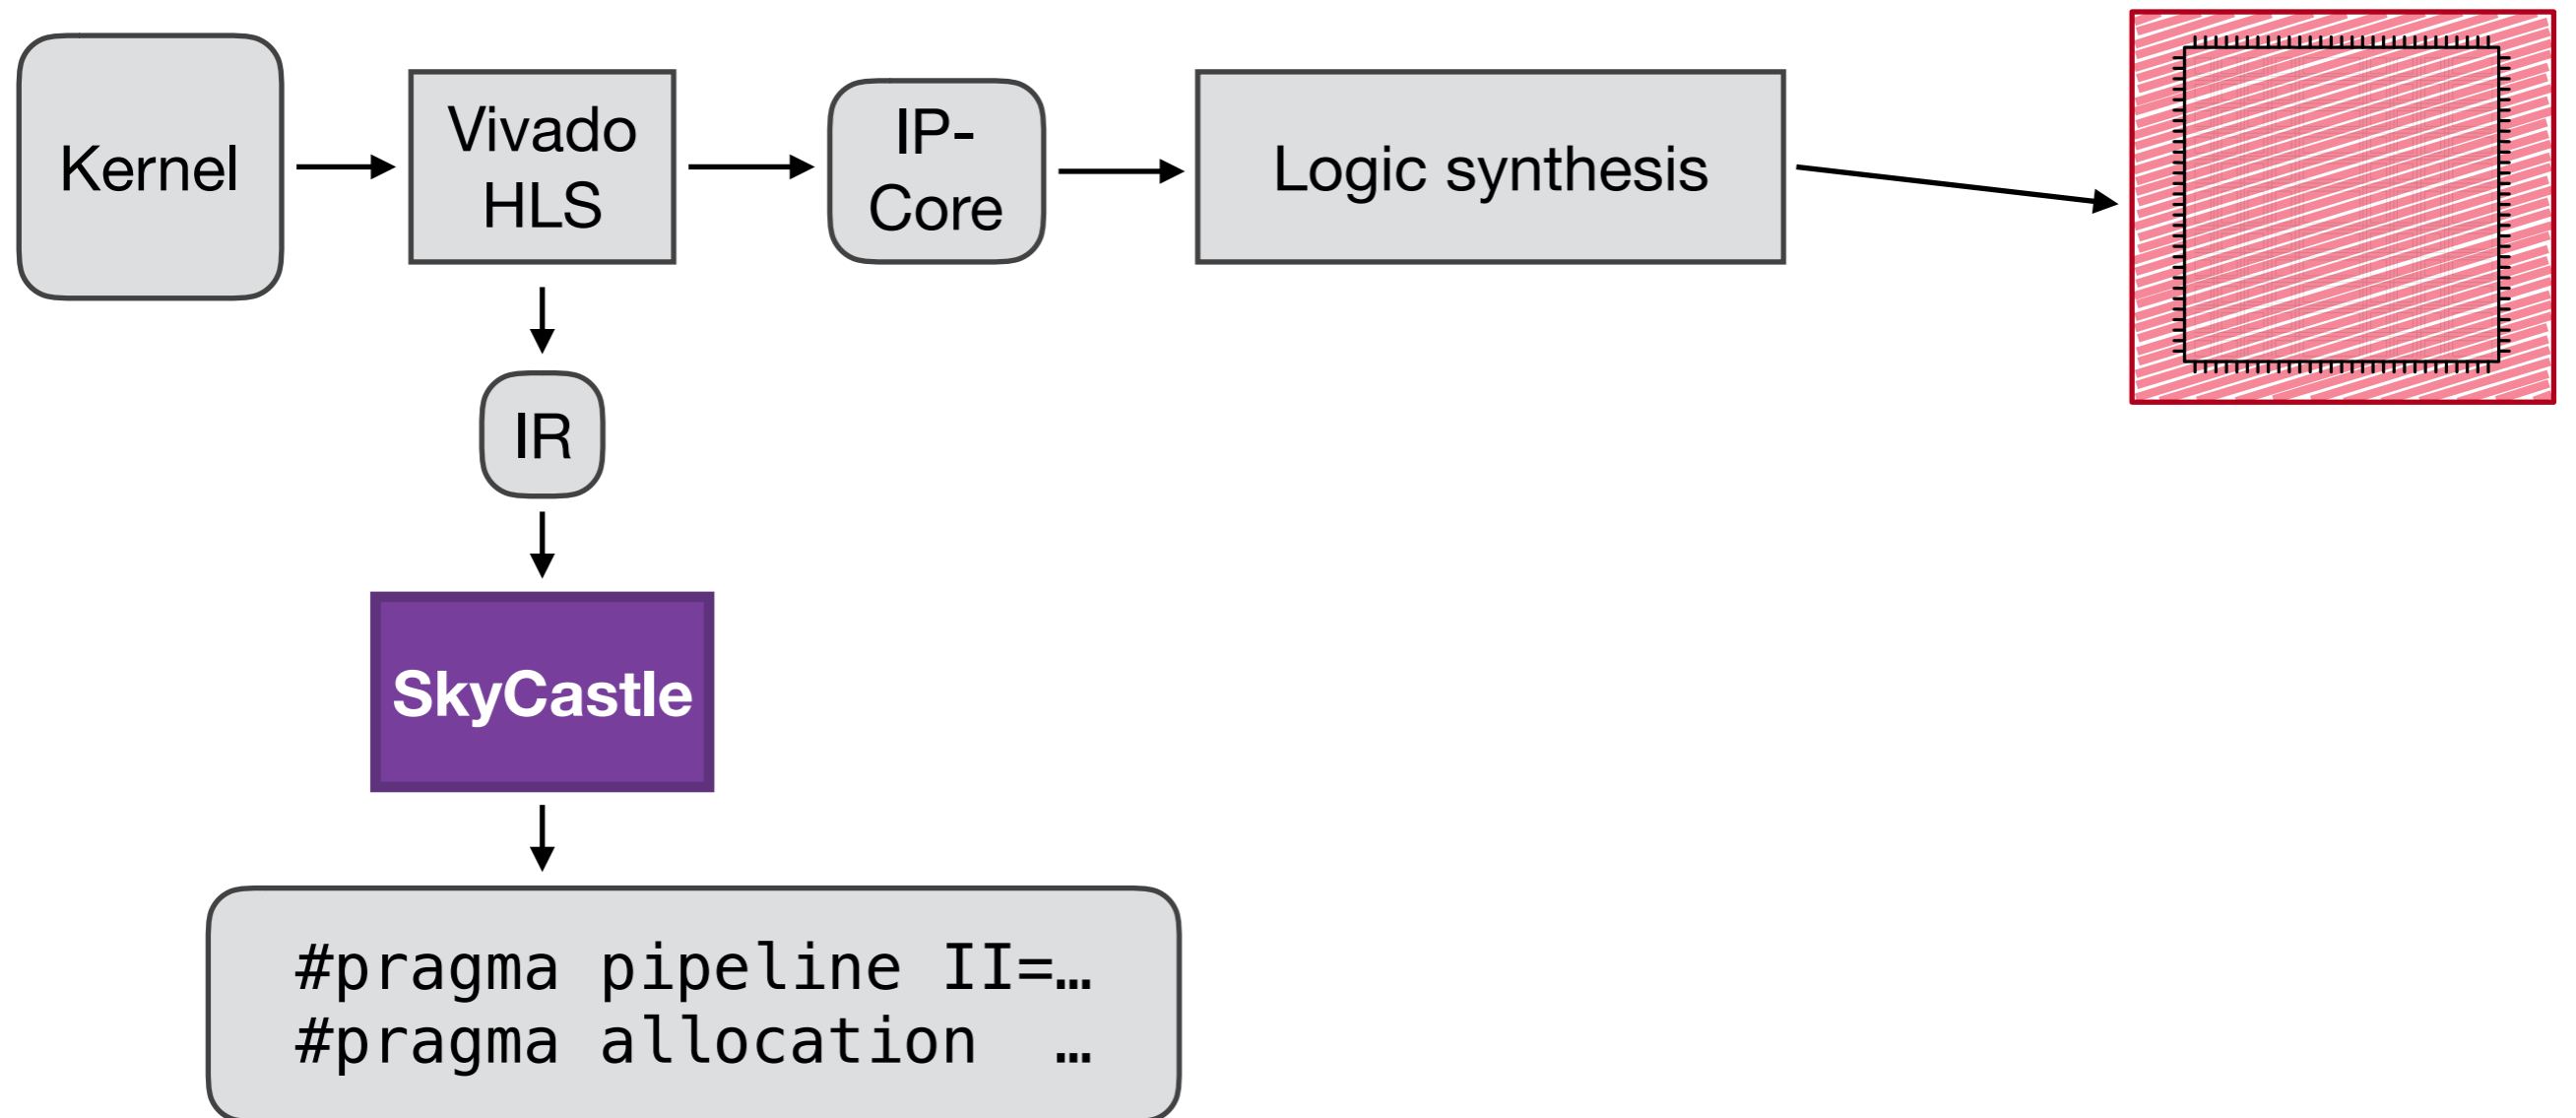 Kernel
Vivado
HLS
IP-
Core
Logic synthesis
IR
SkyCastle
#pragma pipeline II=…
#pragma allocation  …